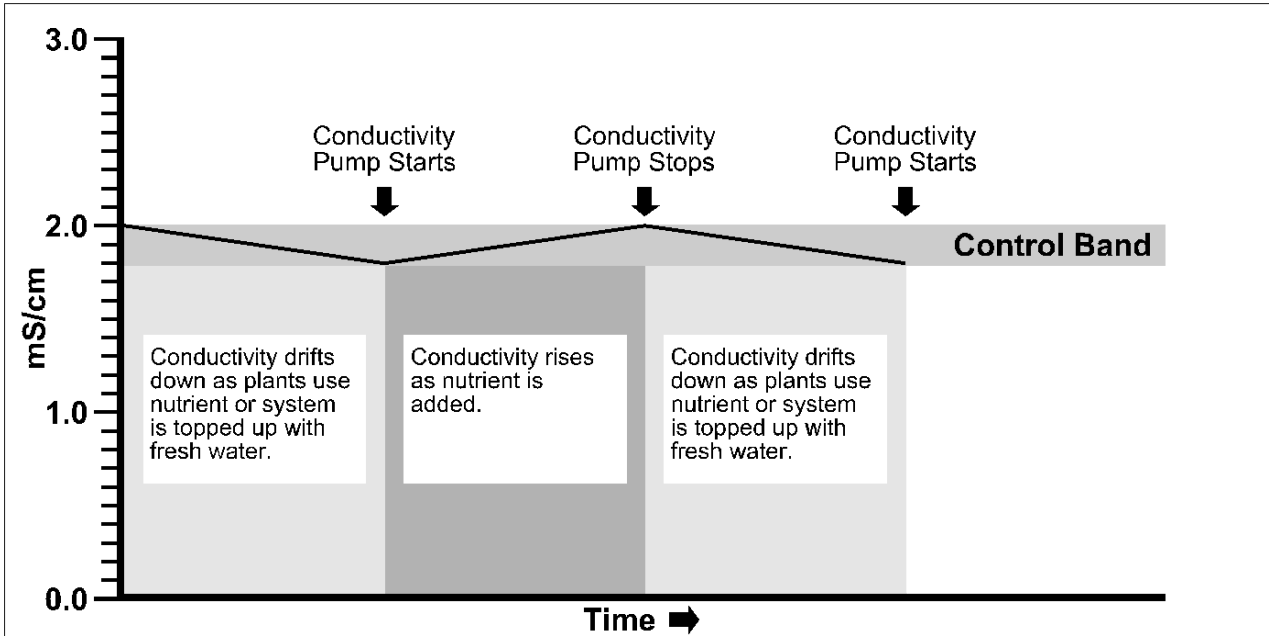 3.0
Conductivity
Pump Starts
Conductivity
Pump Stops
Conductivity
Pump Starts
2.0
Control Band
mS/cm
Conductivity drifts
down as plants use
nutrient or system
is topped up with
fresh water.
Conductivity rises
as nutrient is
added.
Conductivity drifts
down as plants use
nutrient or system
is topped up with
fresh water.
1.0
0.0
Time